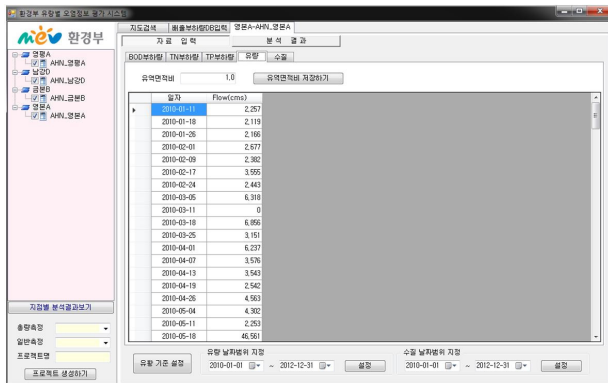 환경부 유량별 오염정보 평가 시스템
mev 환경부
영평A
AHN_영평A
남강D
AHN_남강D
금본B
AHN_금본B
영본A
AHN_영본A
지점별 분석결과보기
총량측정
일반측정
프로젝트명
프로젝트 생성하기
지도검색 배출부하량DB입력 영본A-AHN_영본A
자료 입력 분석 결과
BOD부하량 TN부하량 TP부하량 유량 수질
유역면적비 1.0 유역면적비 저장하기
일자 Flow(cms)
2010-01-11 2,257
2010-01-18 2,119
2010-01-26 2,166
2010-02-01 2,677
2010-02-09 2,382
2010-02-17 3,555
2010-02-24 2,443
2010-03-05 6,318
2010-03-11 0
2010-03-18 6,856
2010-03-25 3,151
2010-04-01 6,237
2010-04-07 3,576
2010-04-13 3,543
2010-04-19 2,542
2010-04-26 4,563
2010-05-04 4,302
2010-05-11 2,253
2010-05-18 46,561
유황 기준 설정
유량 날짜범위 지정
2010-01-01 ~ 2012-12-31 설정
수질 날짜범위 지정
2010-01-01 ~ 2012-12-31 설정